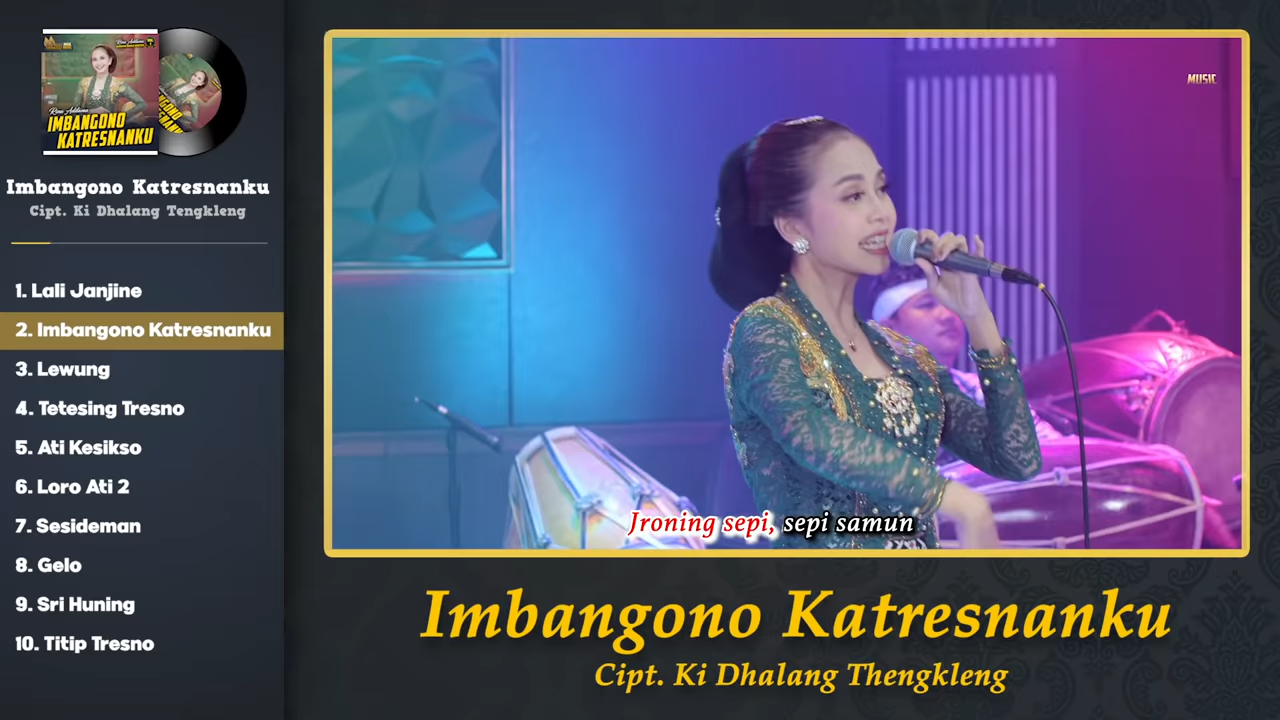 IMBANGONO
KATRESNANKU
Imbangono Katresnanku
Cipt. Ki Dhalang Tengkleng
1. Lali Janjine
2. Imbangono Katresnanku
3. Lewung
4. Tetesing Tresno
5. Ati Kesikso
6. Loro Ati 2
7. Sesideman
8. Gelo
9. Sri Huning
10. Titip Tresno
MUSIC
Jroning sepi, sepi samun
Imbangono Katresnanku
Cipt. Ki Dhalang Thengkleng